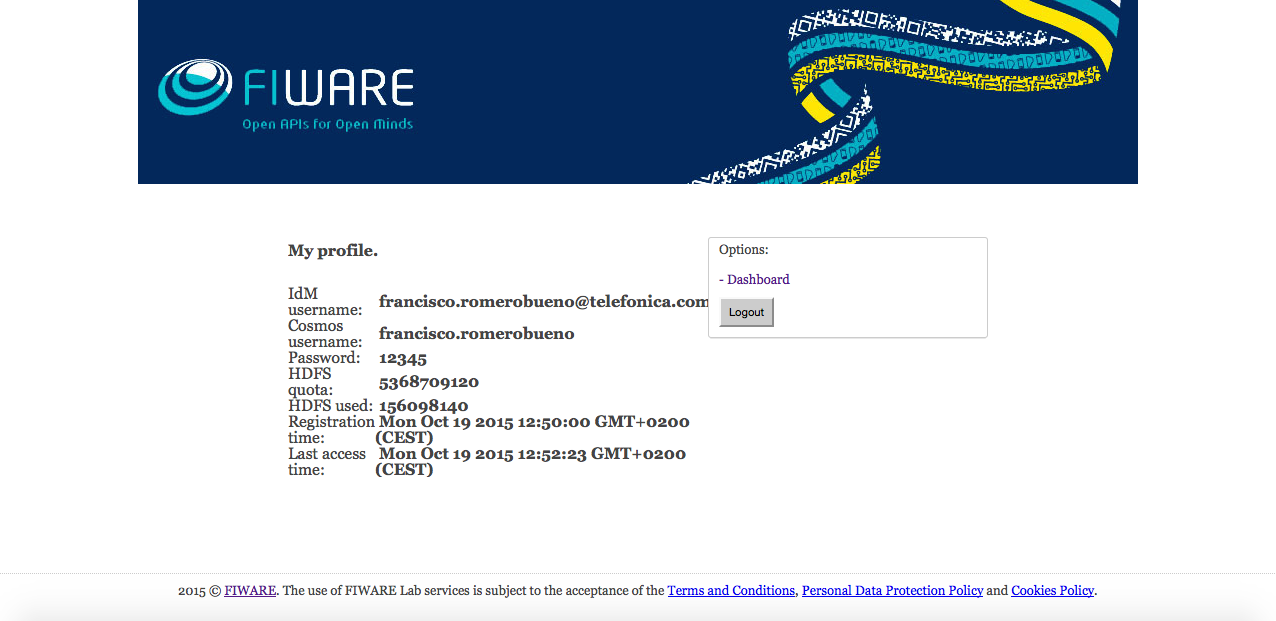 FIWARE
Open APIs for Open Minds
My profile.
IdM username: francisco.romerobueno@telefonica.com
Cosmos username: francisco.romerobueno
Password: 12345
HDFS quota: 5368709120
HDFS used: 156098140
Registration time: Mon Oct 19 2015 12:50:00 GMT+0200 (CEST)
Last access time: Mon Oct 19 2015 12:52:23 GMT+0200 (CEST)
Options:
- Dashboard
Logout
2015 © FIWARE. The use of FIWARE Lab services is subject to the acceptance of the Terms and Conditions, Personal Data Protection Policy and Cookies Policy.